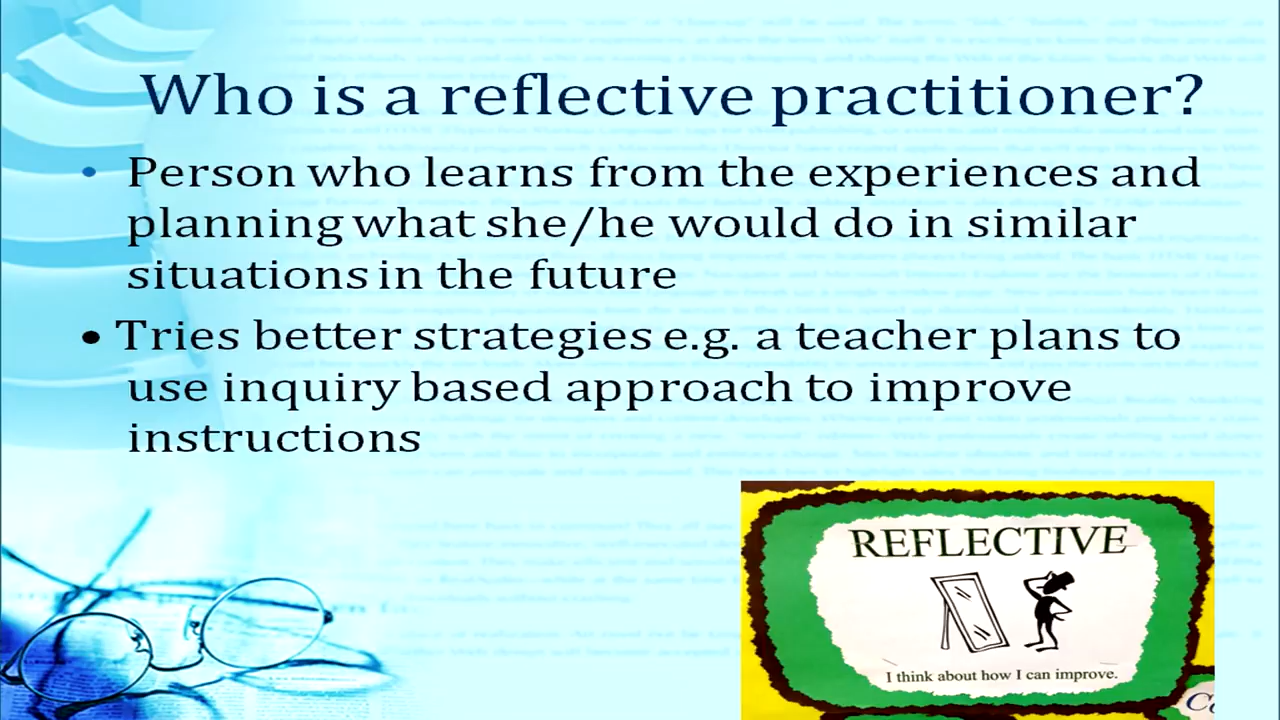 Who is a reflective practitioner?
• Person who learns from the experiences and
planning what she/he would do in similar
situations in the future
• Tries better strategies e.g. a teacher plans to
use inquiry based approach to improve
instructions
REFLECTIVE
I think about how I can improve.